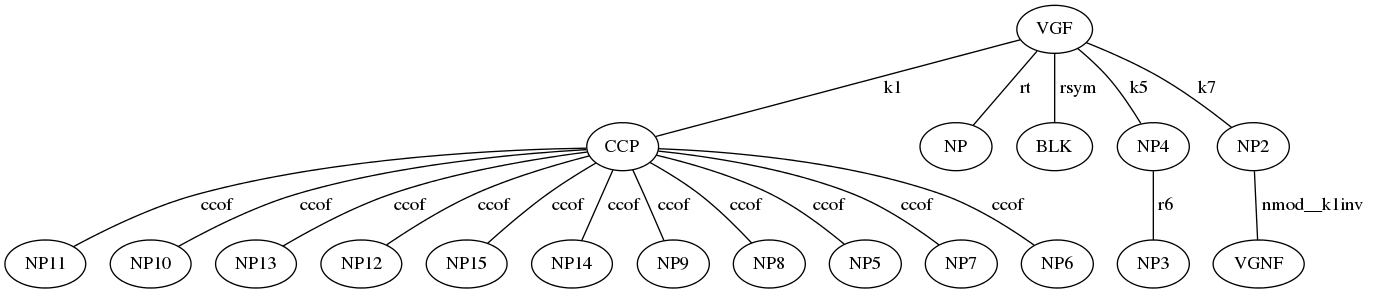 VGF
k1 rt rsym k5 k7
CCP NP BLK NP4 NP2
ccof ccof ccof ccof ccof ccof ccof ccof ccof ccof ccof r6 nmod__k1inv
NP11 NP10 NP13 NP12 NP15 NP14 NP9 NP8 NP5 NP7 NP6 NP3 VGNF